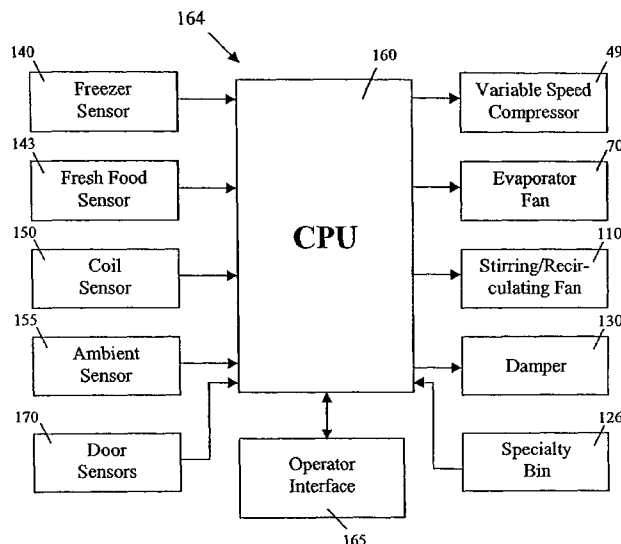 164
140
160
49
Freezer
Sensor
Variable Speed
Compressor
143
70
Fresh Food
Sensor
Evaporator
Fan
CPU
150
110
Coil
Sensor
Stirring/Recir-
culating Fan
155
130
Ambient
Sensor
Damper
170
126
Door
Sensors
Operator
Interface
Specialty
Bin
165